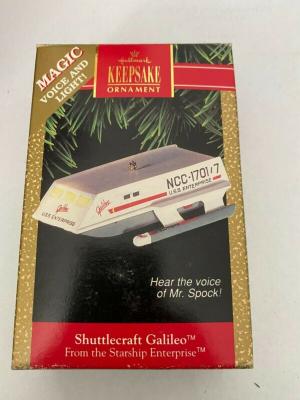 Hallmark
KEEPSAKE
ORNAMENT
MAGIC
VOICE AND
LIGHT!
NCC-1701/7
U.S.S. ENTERPRISE
Galileo
Galileo
U.S.S. ENTERPRISE
Hear the voice
of Mr. Spock!
Shuttlecraft Galileo™
From the Starship Enterprise™